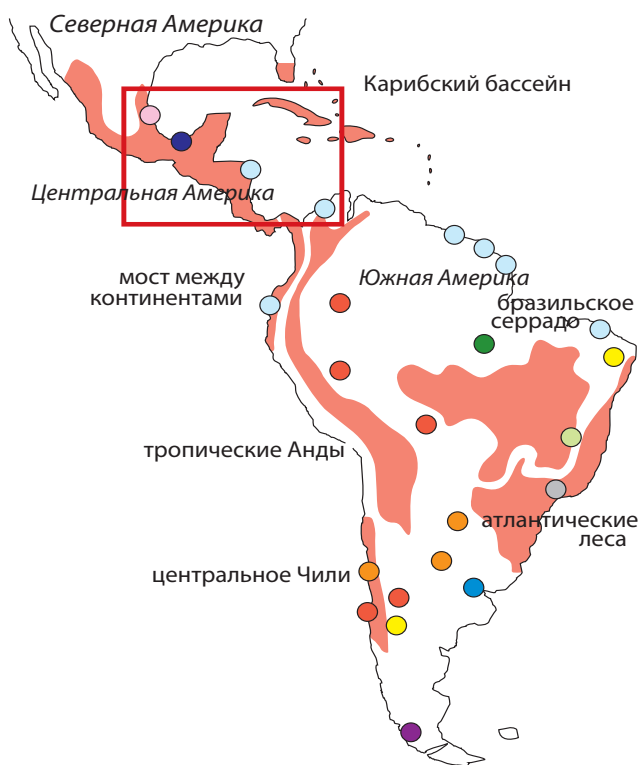 Северная Америка
Карибский бассейн
Центральная Америка
мост между
континентами
Южная Америка
бразильское
серрадо
тропические Анды
атлантические
леса
центральное Чили